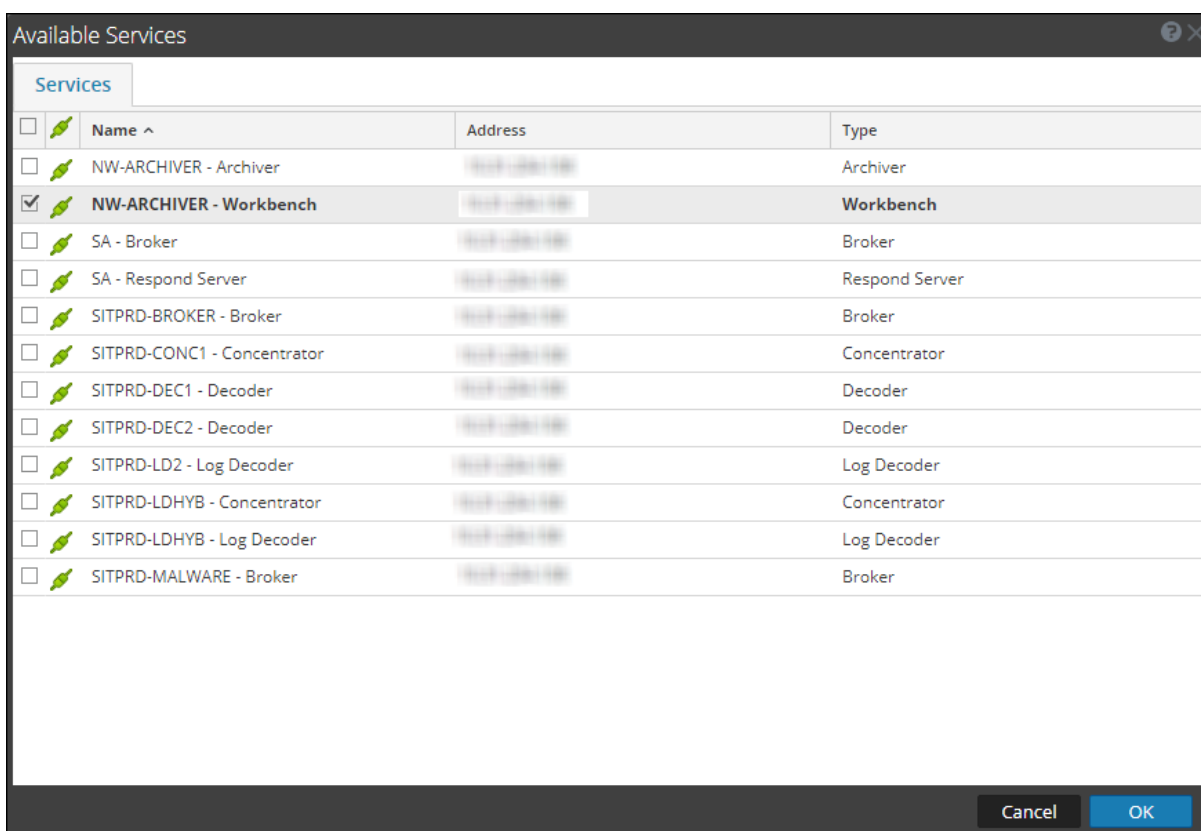 Available Services
Services
Name Address Type
NW-ARCHIVER - Archiver Archiver
NW-ARCHIVER - Workbench Workbench
SA - Broker Broker
SA - Respond Server Respond Server
SITPRD-BROKER - Broker Broker
SITPRD-CONC1 - Concentrator Concentrator
SITPRD-DEC1 - Decoder Decoder
SITPRD-DEC2 - Decoder Decoder
SITPRD-LD2 - Log Decoder Log Decoder
SITPRD-LDHYB - Concentrator Concentrator
SITPRD-LDHYB - Log Decoder Log Decoder
SITPRD-MALWARE - Broker Broker
Cancel OK